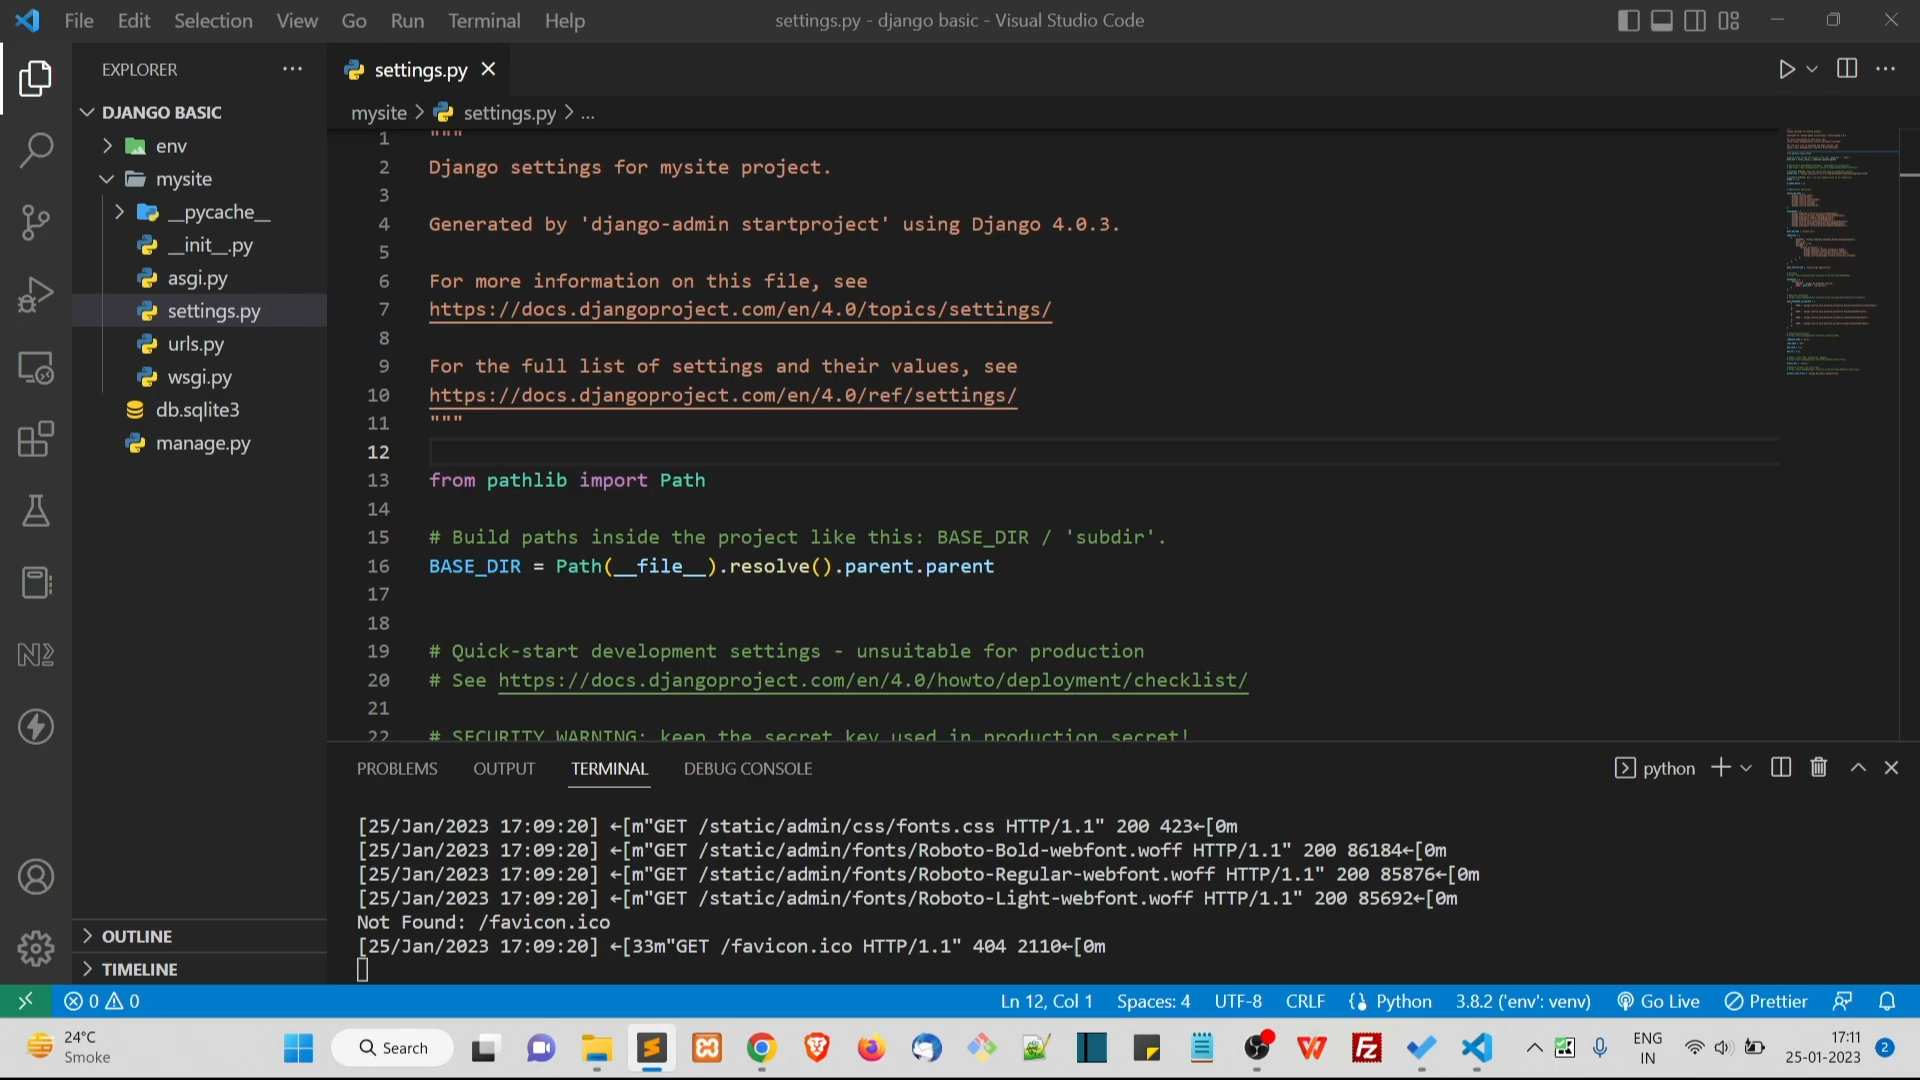 File Edit Selection View Go Run Terminal Help
settings.py - django basic - Visual Studio Code
EXPLORER
DJANGO BASIC
env
mysite
__pycache__
__init__.py
asgi.py
settings.py
urls.py
wsgi.py
db.sqlite3
manage.py
OUTLINE
TIMELINE
settings.py
mysite > settings.py > ...
1 """
2 Django settings for mysite project.
3
4 Generated by 'django-admin startproject' using Django 4.0.3.
5
6 For more information on this file, see
7 https://docs.djangoproject.com/en/4.0/topics/settings/
8
9 For the full list of settings and their values, see
10 https://docs.djangoproject.com/en/4.0/ref/settings/
11 """
12
13 from pathlib import Path
14
15 # Build paths inside the project like this: BASE_DIR / 'subdir'.
16 BASE_DIR = Path(__file__).resolve().parent.parent
17
18
19 # Quick-start development settings - unsuitable for production
20 # See https://docs.djangoproject.com/en/4.0/howto/deployment/checklist/
21
22 # SECURITY WARNING: keep the secret key used in production secret!
PROBLEMS OUTPUT TERMINAL DEBUG CONSOLE
python
[25/Jan/2023 17:09:20] ←[m"GET /static/admin/css/fonts.css HTTP/1.1" 200 423←[0m
[25/Jan/2023 17:09:20] ←[m"GET /static/admin/fonts/Roboto-Bold-webfont.woff HTTP/1.1" 200 86184←[0m
[25/Jan/2023 17:09:20] ←[m"GET /static/admin/fonts/Roboto-Regular-webfont.woff HTTP/1.1" 200 85876←[0m
[25/Jan/2023 17:09:20] ←[m"GET /static/admin/fonts/Roboto-Light-webfont.woff HTTP/1.1" 200 85692←[0m
Not Found: /favicon.ico
[25/Jan/2023 17:09:20] ←[33m"GET /favicon.ico HTTP/1.1" 404 2110←[0m
0 0
Ln 12, Col 1 Spaces: 4 UTF-8 CRLF Python 3.8.2 ('env': venv) Go Live Prettier
24°C
Smoke
Search
ENG
IN
17:11
25-01-2023
2